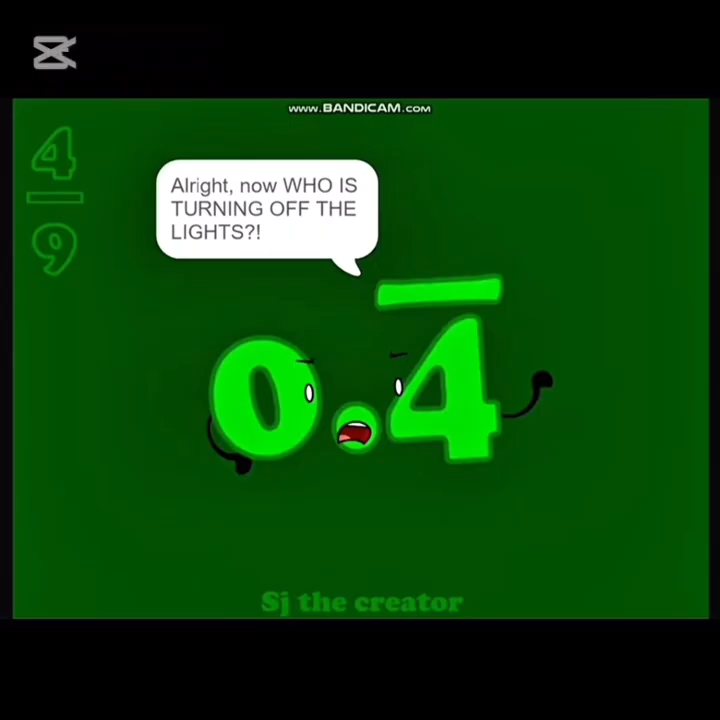 www.BANDICAM.com
4
9
Alright, now WHO IS
TURNING OFF THE
LIGHTS?!
0.4̅
Sj the creator